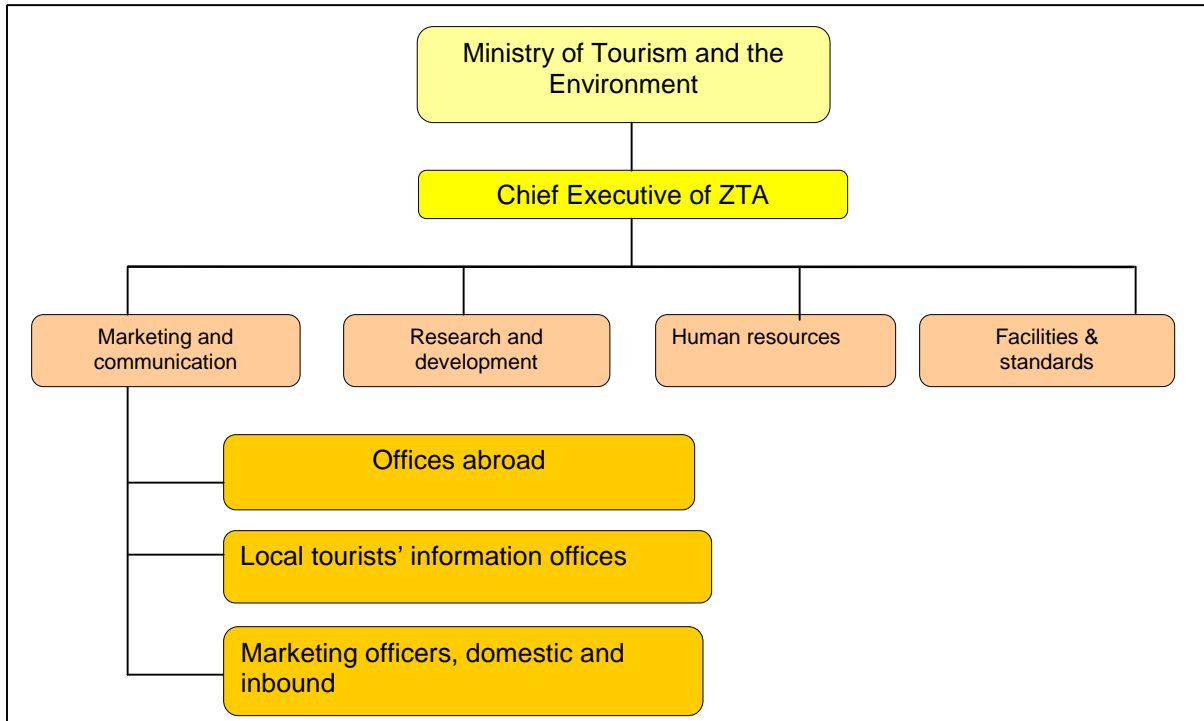 Ministry of Tourism and the
Environment
Chief Executive of ZTA
Marketing and
communication
Research and
development
Human resources
Facilities &
standards
Offices abroad
Local tourists’ information offices
Marketing officers, domestic and
inbound